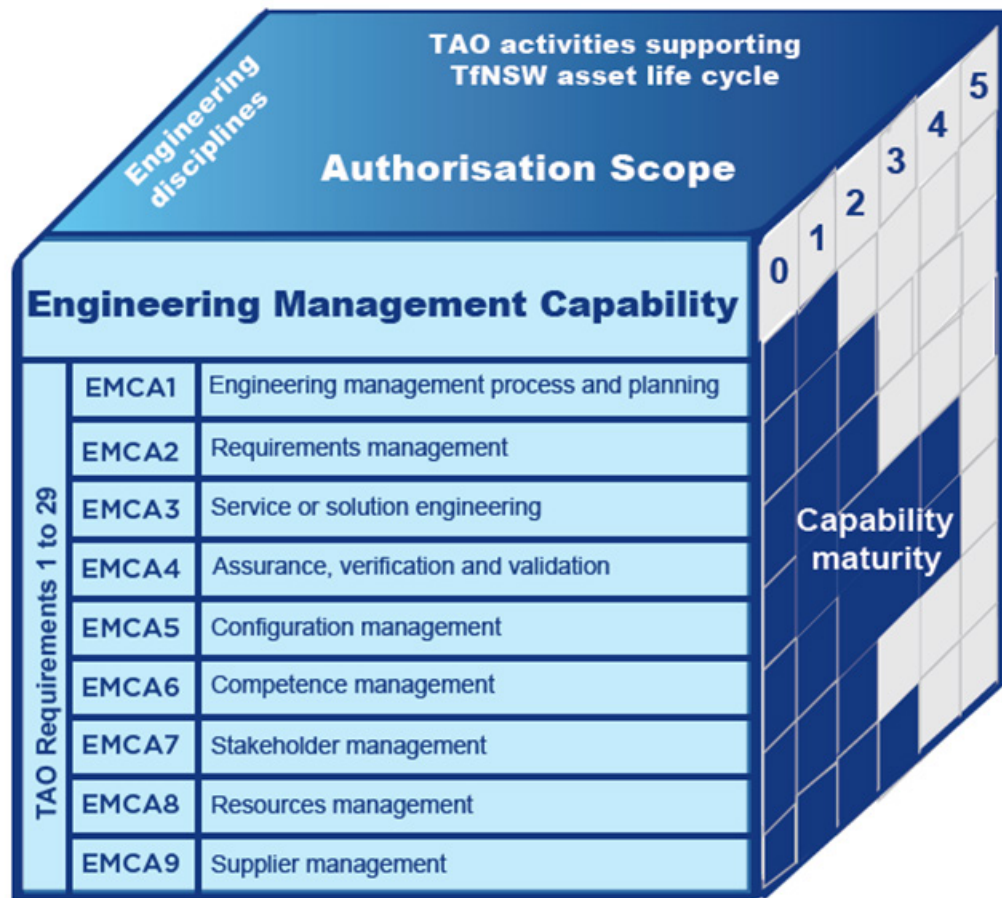 TAO activities supporting
TfNSW asset life cycle
Engineering
disciplines
Authorisation Scope
0 1 2 3 4 5
Engineering Management Capability
TAO Requirements 1 to 29
EMCA1 Engineering management process and planning
EMCA2 Requirements management
EMCA3 Service or solution engineering
EMCA4 Assurance, verification and validation
EMCA5 Configuration management
EMCA6 Competence management
EMCA7 Stakeholder management
EMCA8 Resources management
EMCA9 Supplier management
Capability
maturity